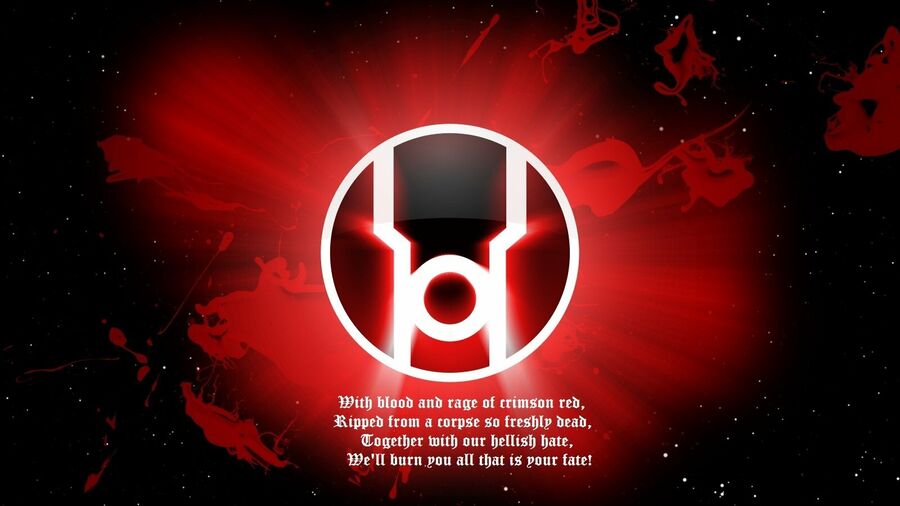 With blood and rage of crimson red,
Ripped from a corpse so freshly dead,
Together with our hellish hate,
We'll burn you all that is your fate!